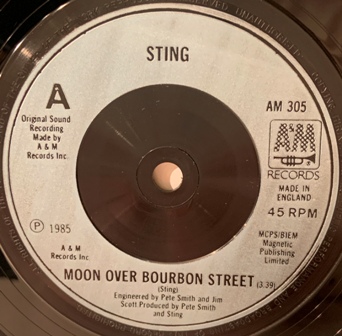 STING
A
Original Sound
Recording
Made by
A & M
Records Inc.
AM 305
A&M
RECORDS
MADE IN
ENGLAND
45 RPM
MCPS/BIEM
Magnetic
Publishing
Limited
Ⓟ 1985
A & M
Records Inc
MOON OVER BOURBON STREET (3.39)
(Sting)
Engineered by Pete Smith and Jim
Scott Produced by Pete Smith
and Sting